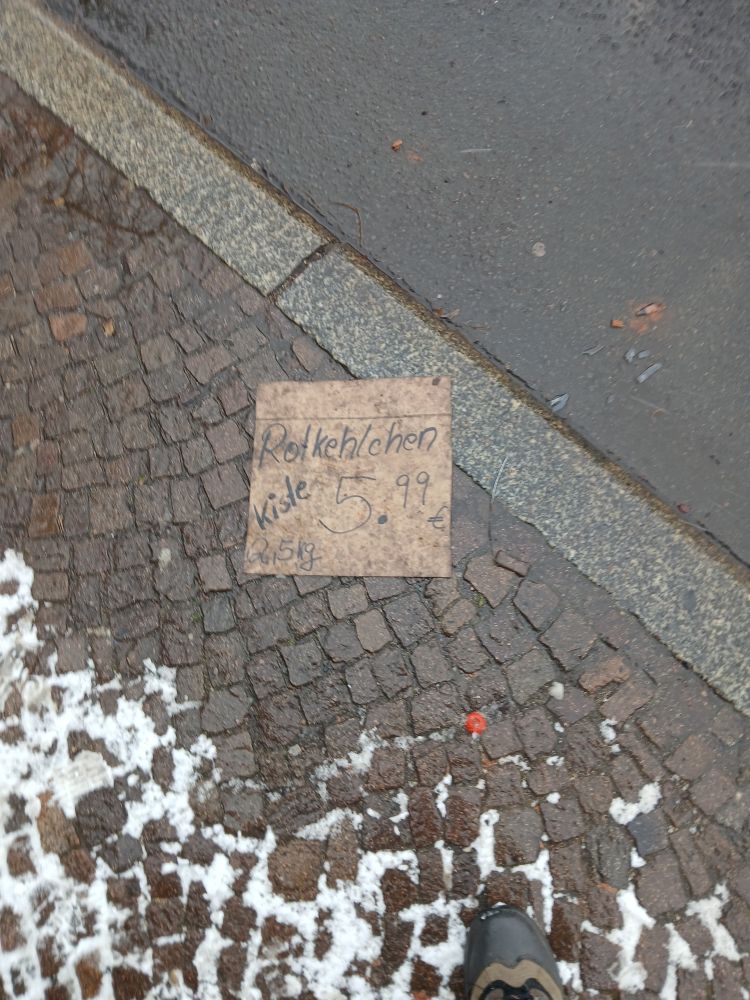 Rotkehlchen
Kiste 5.99 €
2,5kg